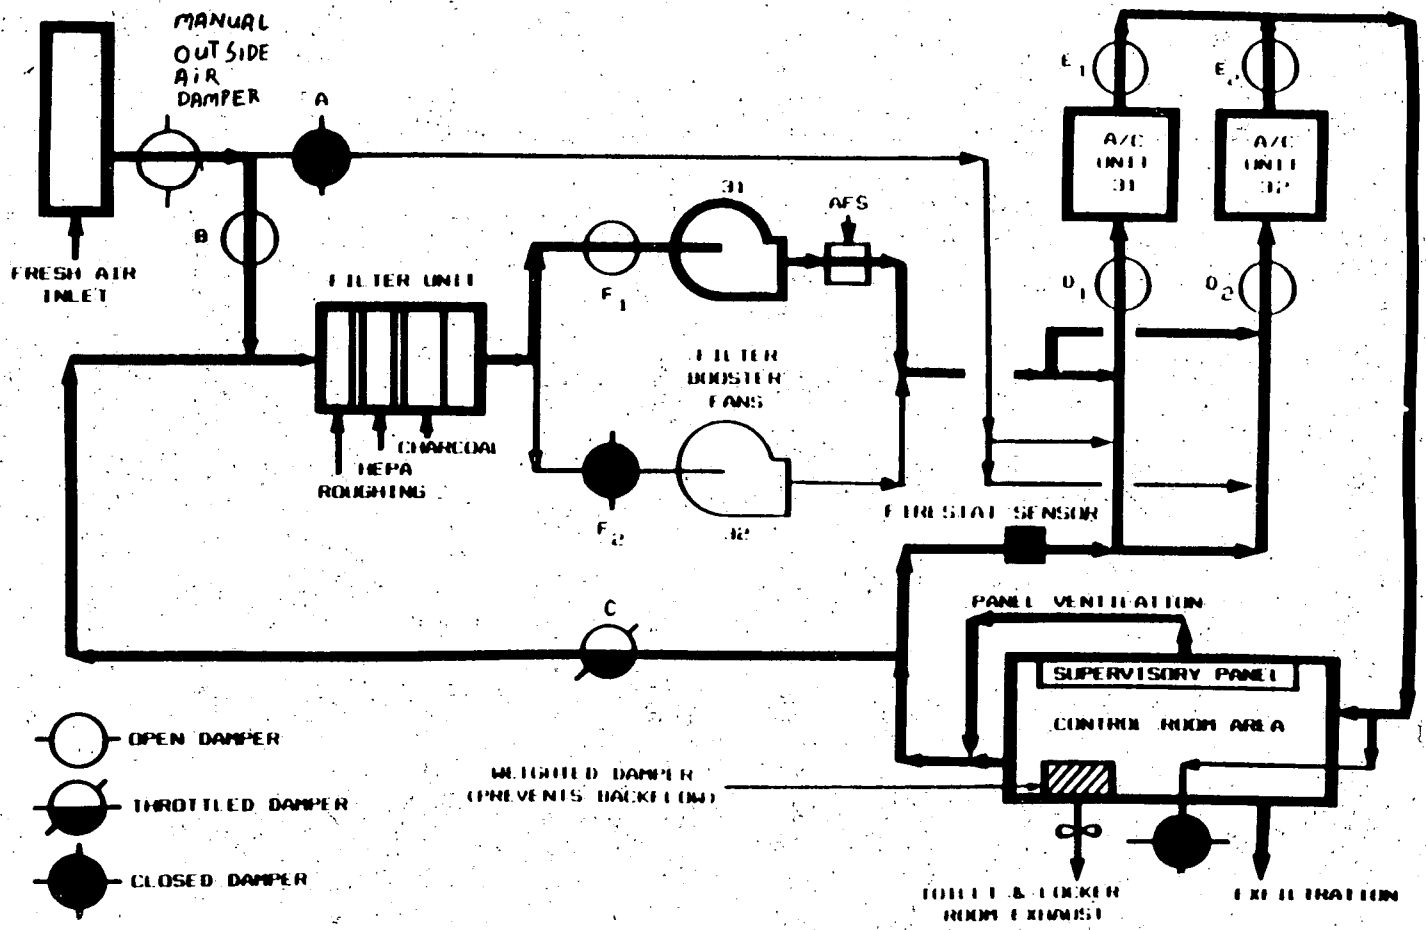 MANUAL
OUTSIDE
AIR
DAMPER
A
B
FRESH AIR
INLET
FILTER UNIT
CHARCOAL
HEPA
ROUGHING
F1
31
AFS
FILTER
BOOSTER
FANS
F2
32
E1
E2
A/C
UNIT
31
A/C
UNIT
32
D1
D2
FIRESTAT SENSOR
C
PANEL VENTILATION
SUPERVISORY PANEL
CONTROL ROOM AREA
WEIGHTED DAMPER
(PREVENTS BACKFLOW)
TOILET & LOCKER
ROOM EXHAUST
EXFILTRATION
OPEN DAMPER
THROTTLED DAMPER
CLOSED DAMPER